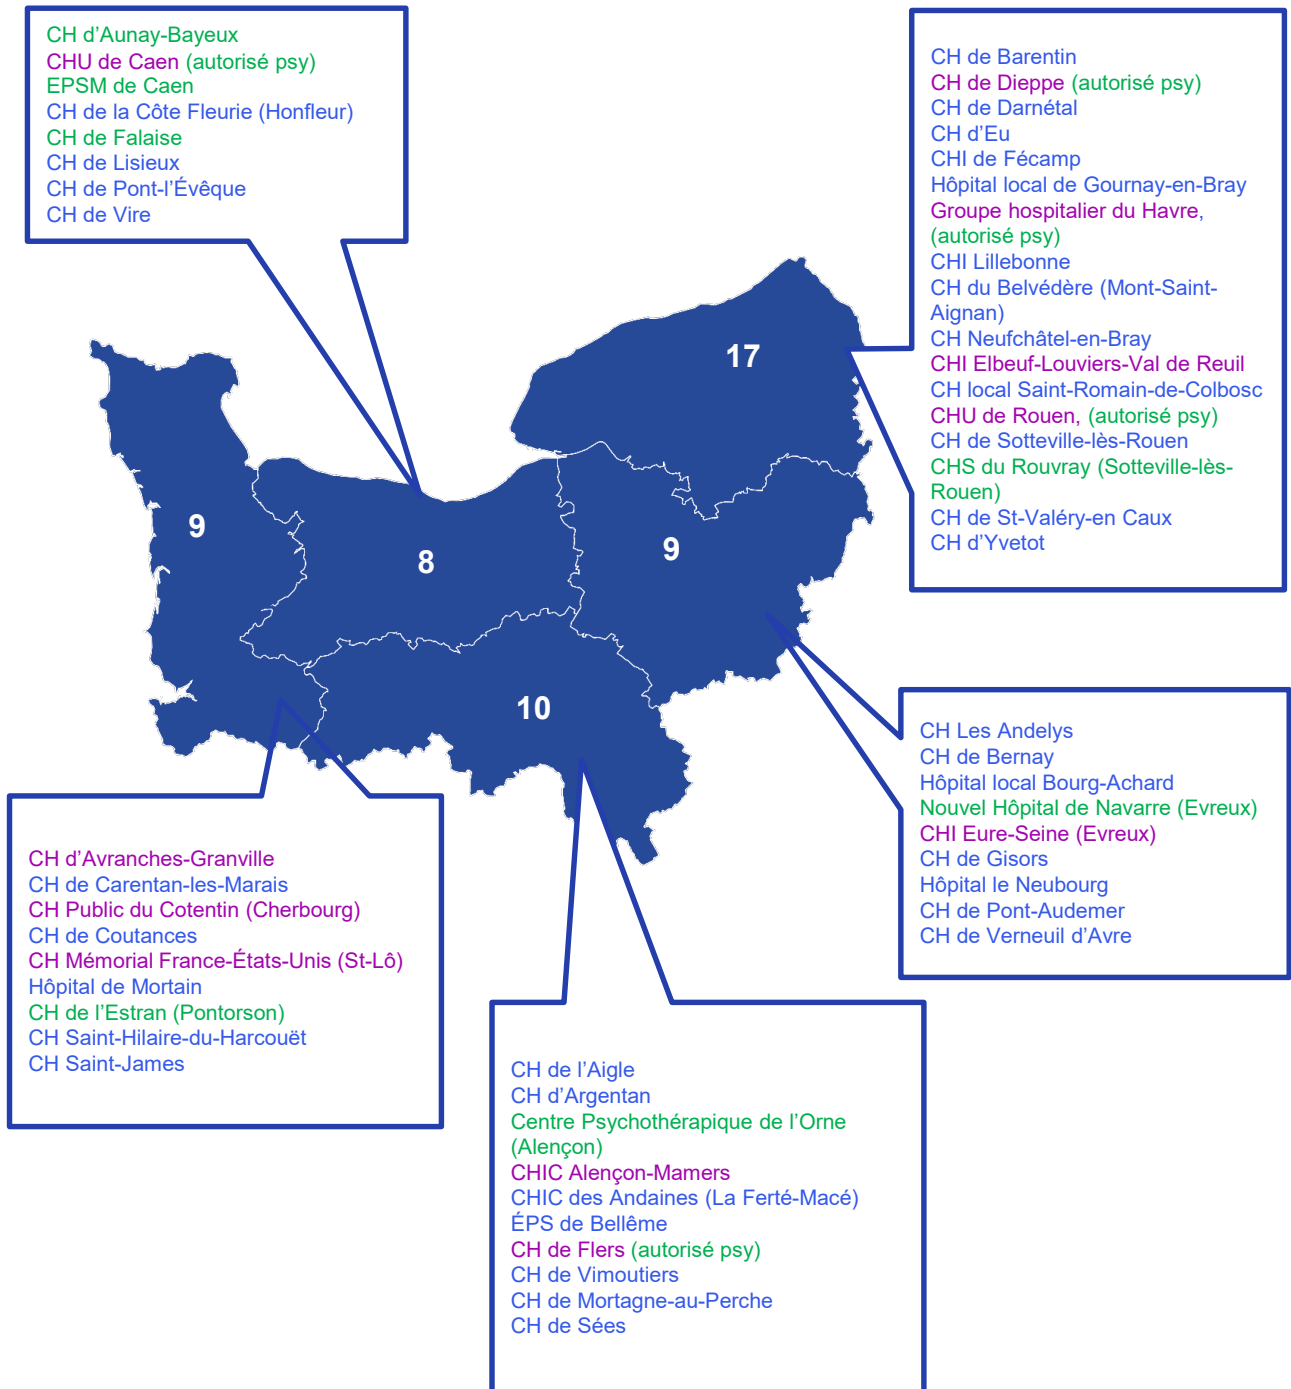 CH d'Aunay-Bayeux
CHU de Caen (autorisé psy)
EPSM de Caen
CH de la Côte Fleurie (Honfleur)
CH de Falaise
CH de Lisieux
CH de Pont-l'Évêque
CH de Vire
CH de Barentin
CH de Dieppe (autorisé psy)
CH de Darnétal
CH d'Eu
CHI de Fécamp
Hôpital local de Gournay-en-Bray
Groupe hospitalier du Havre,
(autorisé psy)
CHI Lillebonne
CH du Belvédère (Mont-Saint-
Aignan)
CH Neufchâtel-en-Bray
CHI Elbeuf-Louviers-Val de Reuil
CH local Saint-Romain-de-Colbosc
CHU de Rouen, (autorisé psy)
CH de Sotteville-lès-Rouen
CHS du Rouvray (Sotteville-lès-
Rouen)
CH de St-Valéry-en Caux
CH d'Yvetot
17
9
8
9
10
CH Les Andelys
CH de Bernay
Hôpital local Bourg-Achard
Nouvel Hôpital de Navarre (Evreux)
CHI Eure-Seine (Evreux)
CH de Gisors
Hôpital le Neubourg
CH de Pont-Audemer
CH de Verneuil d'Avre
CH d'Avranches-Granville
CH de Carentan-les-Marais
CH Public du Cotentin (Cherbourg)
CH de Coutances
CH Mémorial France-États-Unis (St-Lô)
Hôpital de Mortain
CH de l'Estran (Pontorson)
CH Saint-Hilaire-du-Harcouët
CH Saint-James
CH de l'Aigle
CH d'Argentan
Centre Psychothérapique de l'Orne
(Alençon)
CHIC Alençon-Mamers
CHIC des Andaines (La Ferté-Macé)
ÉPS de Bellême
CH de Flers (autorisé psy)
CH de Vimoutiers
CH de Mortagne-au-Perche
CH de Sées